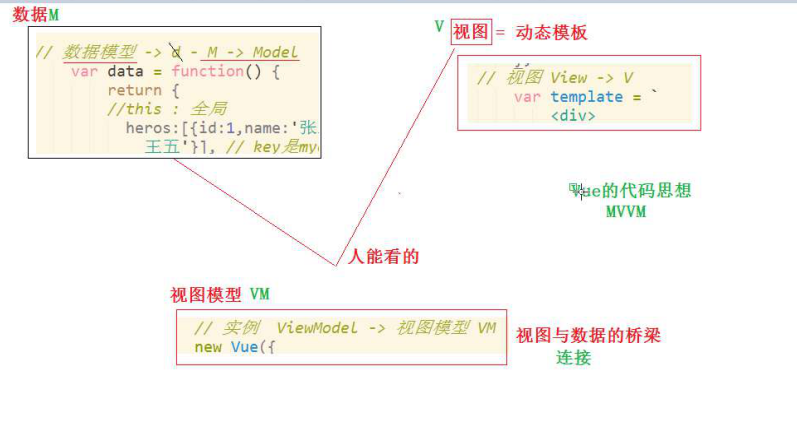 数据M
// 数据模型 -> d - M -> Model
var data = function() {
return {
//this : 全局
heros:[{id:1,name:'张
王五'}], // key是my
V 视图 = 动态模板
// 视图 View -> V
var template = `
<div>
Vue的代码思想
MVVM
人能看的
视图模型 VM
// 实例 ViewModel -> 视图模型 VM
new Vue({
视图与数据的桥梁
连接